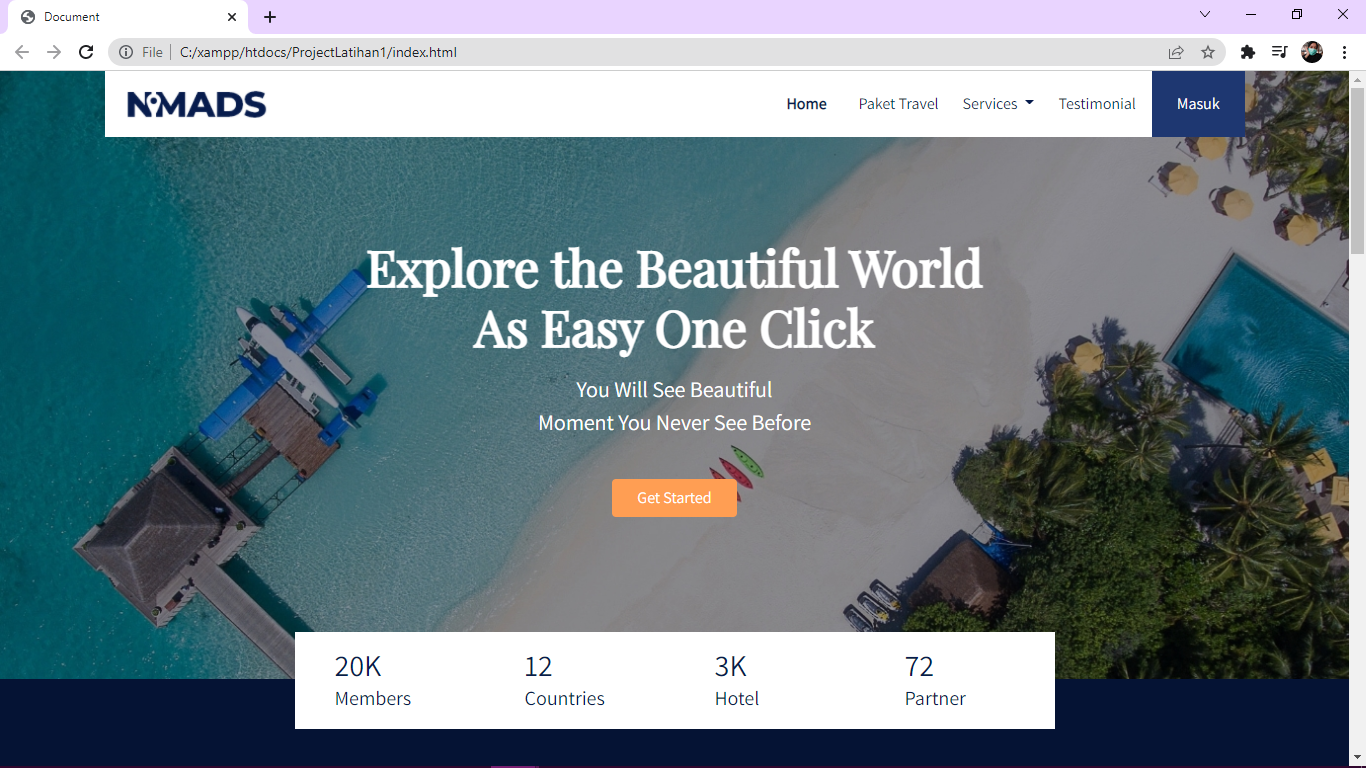 Document
File
C:/xampp/htdocs/ProjectLatihan1/index.html
NOMADS
Home
Paket Travel
Services
Testimonial
Masuk
Explore the Beautiful World
As Easy One Click
You Will See Beautiful
Moment You Never See Before
Get Started
20K
Members
12
Countries
3K
Hotel
72
Partner